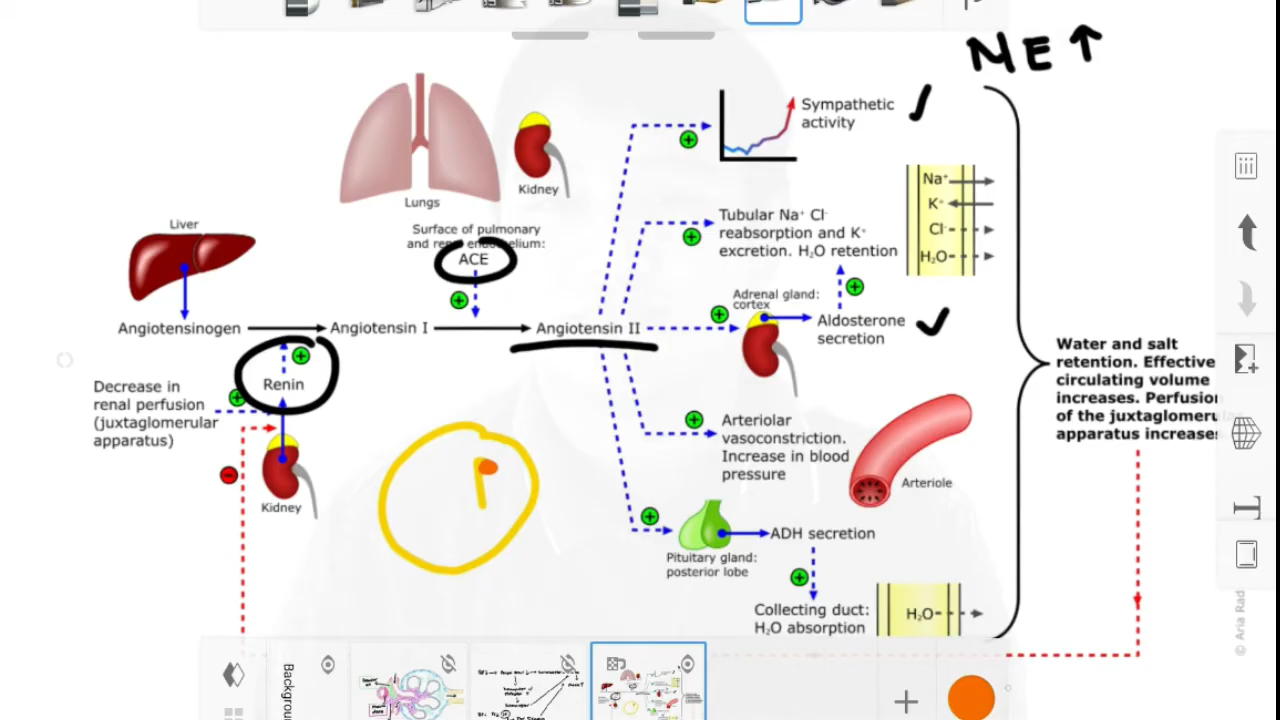 NE ↑
Sympathetic
activity
Na⁺
K⁺
Cl⁻
H₂O
Kidney
Lungs
Liver
Surface of pulmonary
and renal endothelium:
ACE
Tubular Na⁺ Cl⁻
reabsorption and K⁺
excretion. H₂O retention
Adrenal gland:
cortex
Angiotensinogen
Angiotensin I
Angiotensin II
Aldosterone
secretion
Renin
Decrease in
renal perfusion
(juxtaglomerular
apparatus)
Kidney
Water and salt
retention. Effective
circulating volume
increases. Perfusion
of the juxtaglomerular
apparatus increases.
Arteriolar
vasoconstriction.
Increase in blood
pressure
Arteriole
Pituitary gland:
posterior lobe
ADH secretion
Collecting duct:
H₂O absorption
H₂O
© Aria Rad
Backgroun